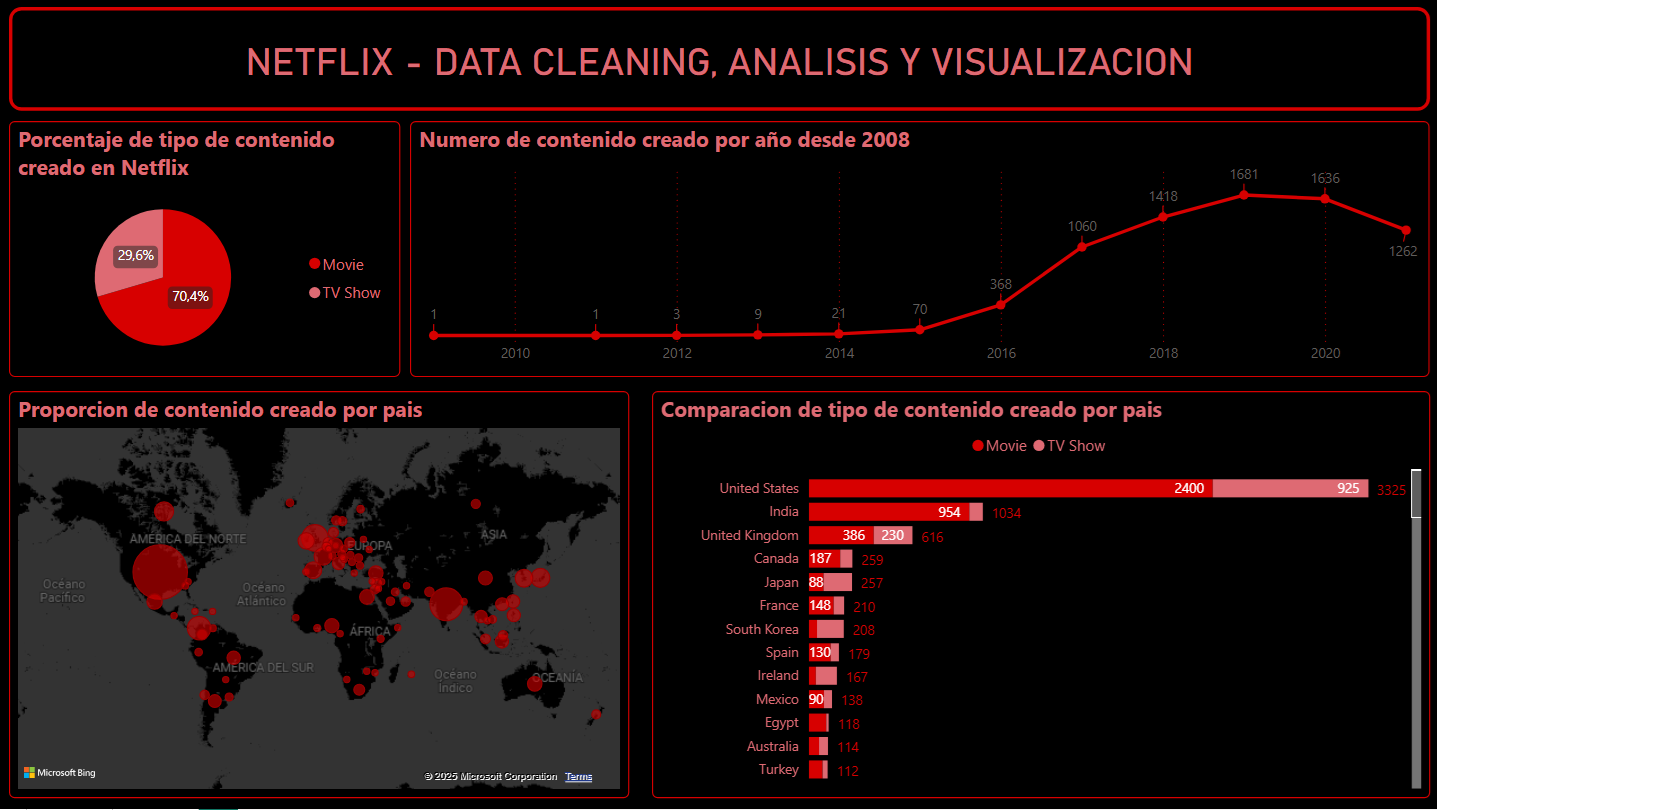 NETFLIX - DATA CLEANING, ANALISIS Y VISUALIZACION
Porcentaje de tipo de contenido
creado en Netflix
29,6%
70,4%
Movie
TV Show
Numero de contenido creado por año desde 2008
1
1
3
9
21
70
368
1060
1418
1681
1636
1262
2010
2012
2014
2016
2018
2020
Proporcion de contenido creado por pais
AMÉRICA DEL NORTE
EUROPA
ASIA
Océano
Pacífico
Océano
Atlántico
ÁFRICA
AMÉRICA DEL SUR
Océano
Índico
OCEANÍA
Microsoft Bing
© 2025 Microsoft Corporation Terms
Comparacion de tipo de contenido creado por pais
Movie TV Show
United States 2400 925 3325
India 954 1034
United Kingdom 386 230 616
Canada 187 259
Japan 88 257
France 148 210
South Korea 208
Spain 130 179
Ireland 167
Mexico 90 138
Egypt 118
Australia 114
Turkey 112